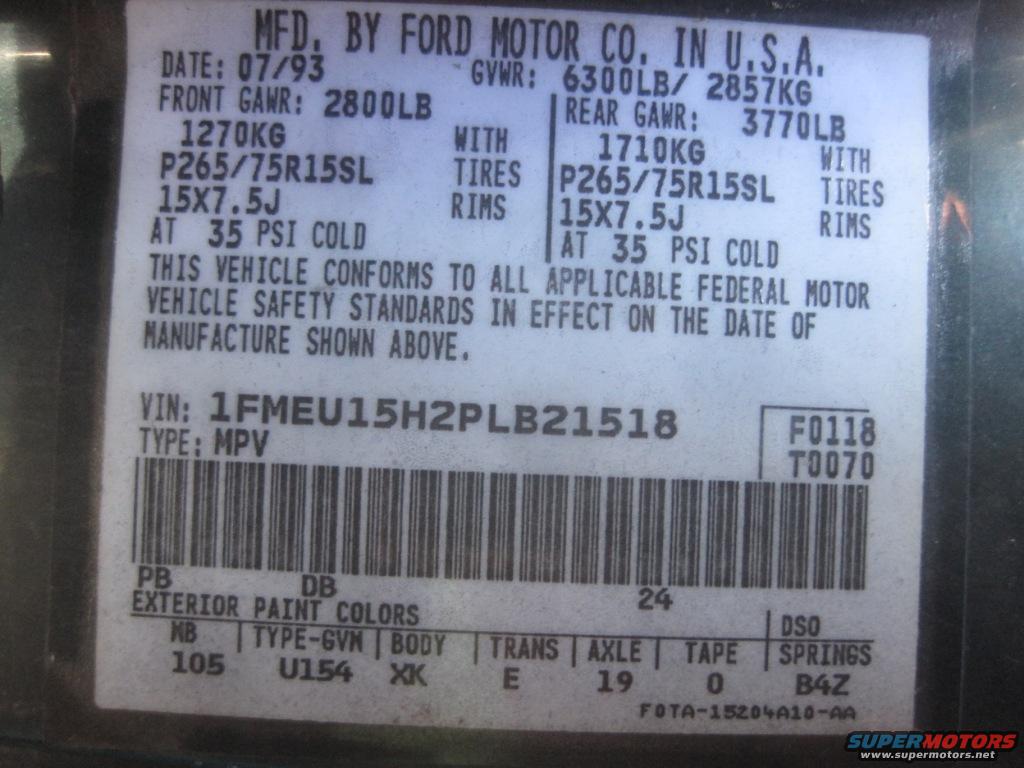 MFD. BY FORD MOTOR CO. IN U.S.A.
DATE: 07/93 GVWR: 6300LB/ 2857KG
FRONT GAWR: 2800LB REAR GAWR: 3770LB
1270KG WITH 1710KG WITH
P265/75R15SL TIRES P265/75R15SL TIRES
15X7.5J RIMS 15X7.5J RIMS
AT 35 PSI COLD AT 35 PSI COLD
THIS VEHICLE CONFORMS TO ALL APPLICABLE FEDERAL MOTOR
VEHICLE SAFETY STANDARDS IN EFFECT ON THE DATE OF
MANUFACTURE SHOWN ABOVE.
VIN: 1FMEU15H2PLB21518 F0118
TYPE: MPV T0070
PB DB 24
EXTERIOR PAINT COLORS DSO
WB TYPE-GVW BODY TRANS AXLE TAPE SPRINGS
105 U154 XK E 19 0 B4Z
F0TA-15204A10-AA
SUPERMOTORS
www.supermotors.net